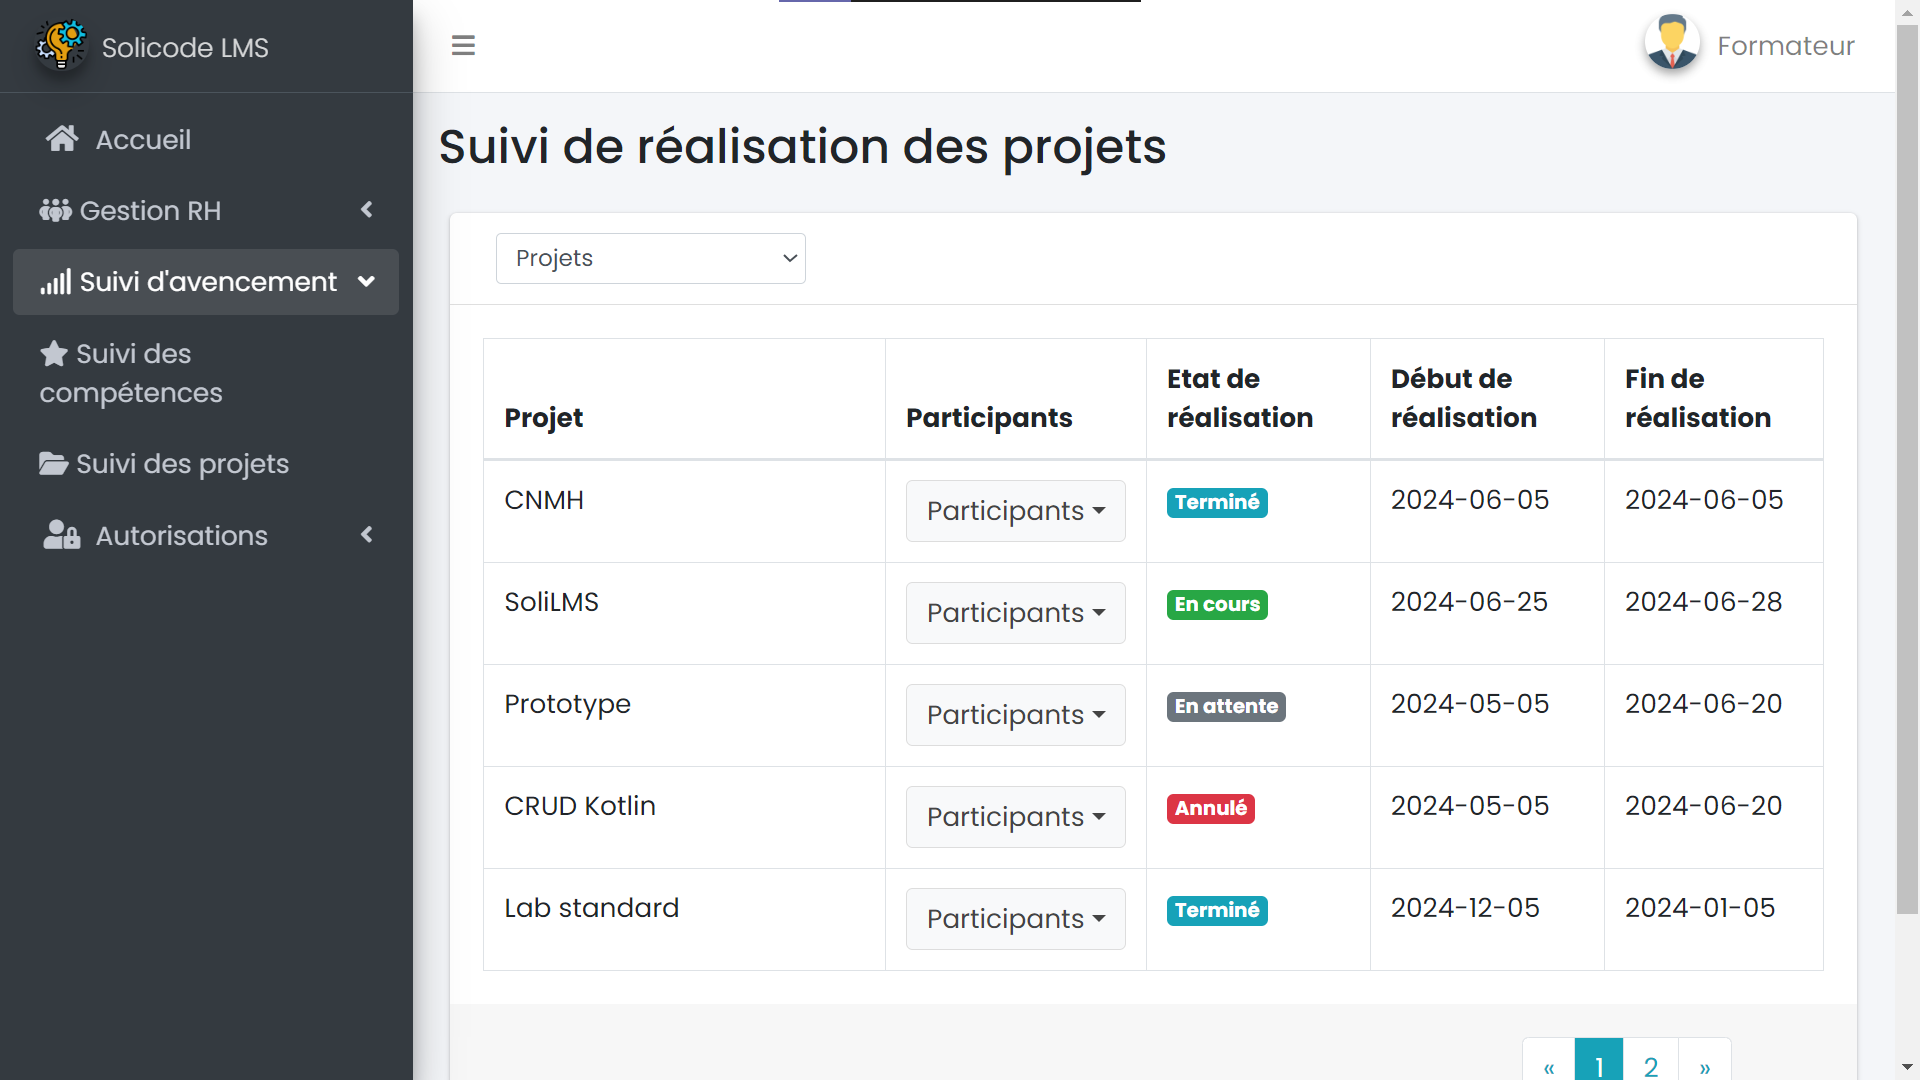 Solicode LMS
Formateur
Accueil
Gestion RH
Suivi d'avencement
Suivi des
compétences
Suivi des projets
Autorisations
Suivi de réalisation des projets
Projets
Projet
Participants
Etat de
réalisation
Début de
réalisation
Fin de
réalisation
CNMH
Participants
Terminé
2024-06-05
2024-06-05
SoliLMS
Participants
En cours
2024-06-25
2024-06-28
Prototype
Participants
En attente
2024-05-05
2024-06-20
CRUD Kotlin
Participants
Annulé
2024-05-05
2024-06-20
Lab standard
Participants
Terminé
2024-12-05
2024-01-05
« 1 2 »